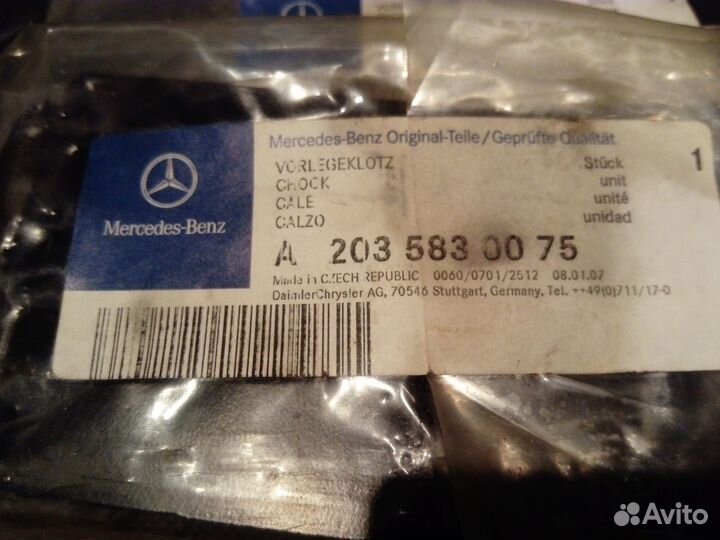 Mercedes-Benz Original-Teile/Geprüfte Qualität
VORLEGEKLOTZ Stück 1
CHOCK unit
CALE unité
CALZO unidad
Mercedes-Benz
A 203 583 00 75
Made in CZECH REPUBLIC 0060/0701/2512 08.01.07
DaimlerChrysler AG, 70546 Stuttgart, Germany, Tel. ++49(0)711/17-0
Avito